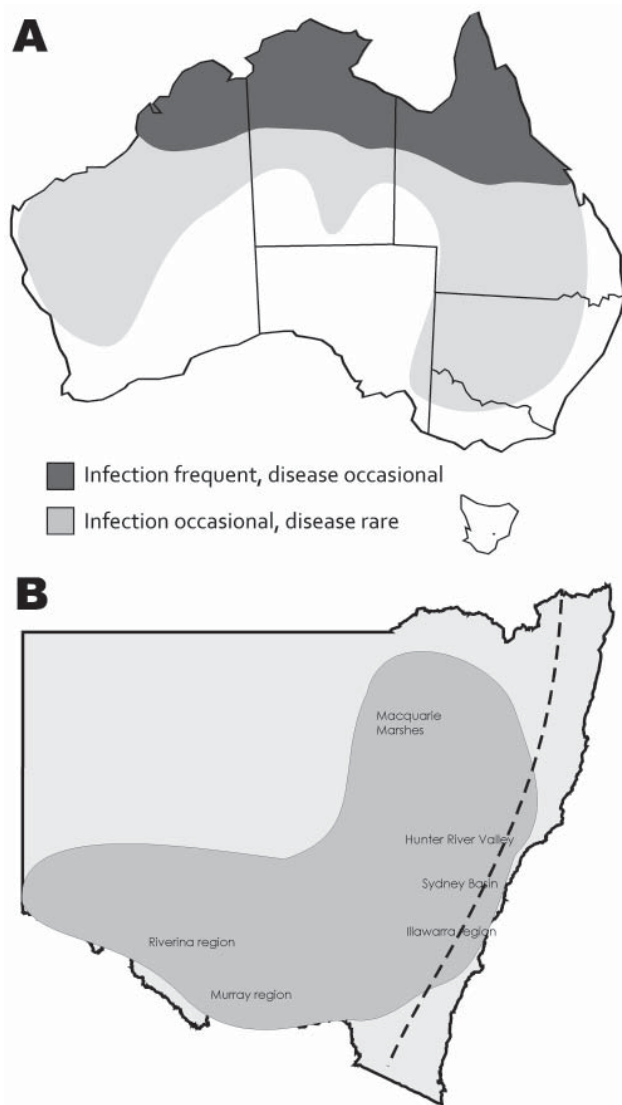 A
Infection frequent, disease occasional
Infection occasional, disease rare
B
Macquarie
Marshes
Hunter River Valley
Sydney Basin
Illawarra region
Riverina region
Murray region